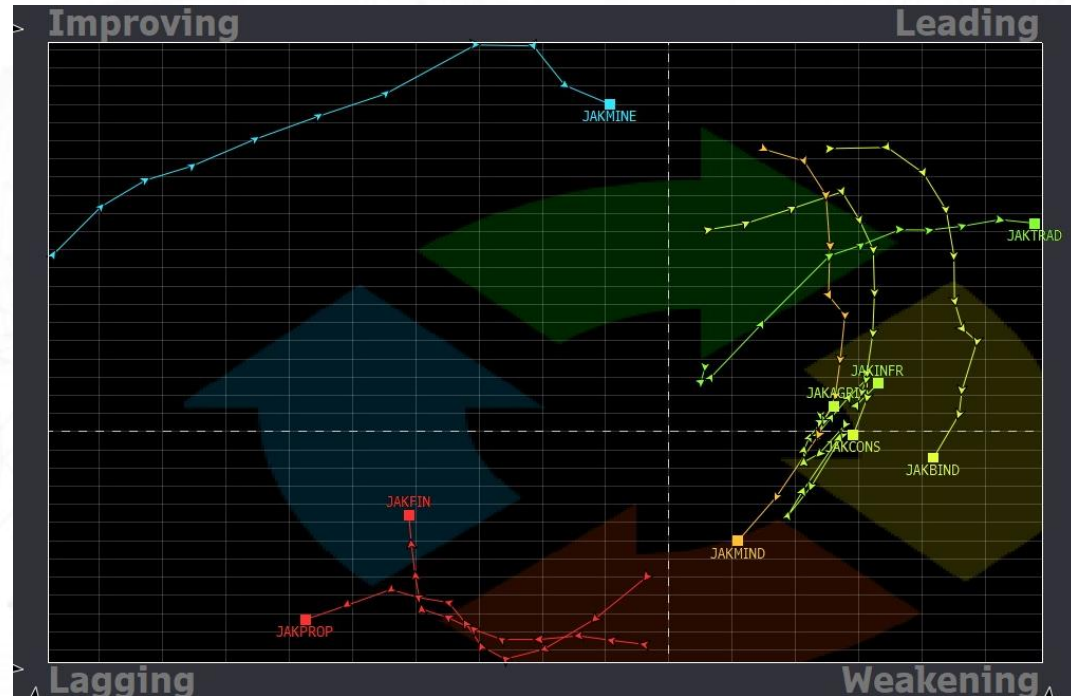 Improving
Leading
JAKMINE
JAKTRAD
JAKINFR
JAKAGRI
JAKCONS
JAKBIND
JAKFIN
JAKMIND
JAKPROP
Lagging
Weakening